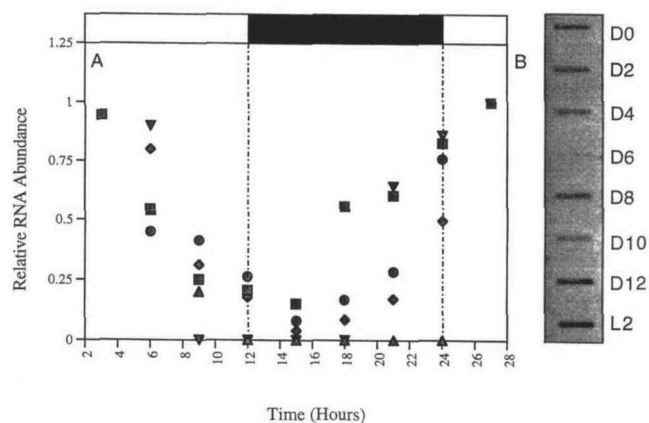 1.25
A
B
1
0.75
0.5
0.25
0
Relative RNA Abundance
2 4 6 8 10 12 14 16 18 20 22 24 26 28
Time (Hours)
D0
D2
D4
D6
D8
D10
D12
L2